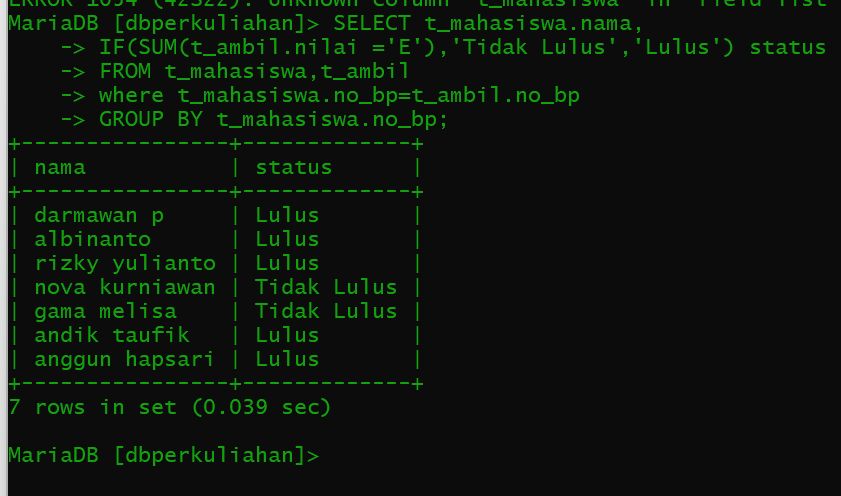 ERROR 1054 (42S22): Unknown column 't_mahasiswa' in 'field list'
MariaDB [dbperkuliahan]> SELECT t_mahasiswa.nama,
    -> IF(SUM(t_ambil.nilai ='E'),'Tidak Lulus','Lulus') status
    -> FROM t_mahasiswa,t_ambil
    -> where t_mahasiswa.no_bp=t_ambil.no_bp
    -> GROUP BY t_mahasiswa.no_bp;
+----------------+-------------+
| nama           | status      |
+----------------+-------------+
| darmawan p     | Lulus       |
| albinanto      | Lulus       |
| rizky yulianto | Lulus       |
| nova kurniawan | Tidak Lulus |
| gama melisa    | Tidak Lulus |
| andik taufik   | Lulus       |
| anggun hapsari | Lulus       |
+----------------+-------------+
7 rows in set (0.039 sec)
MariaDB [dbperkuliahan]>